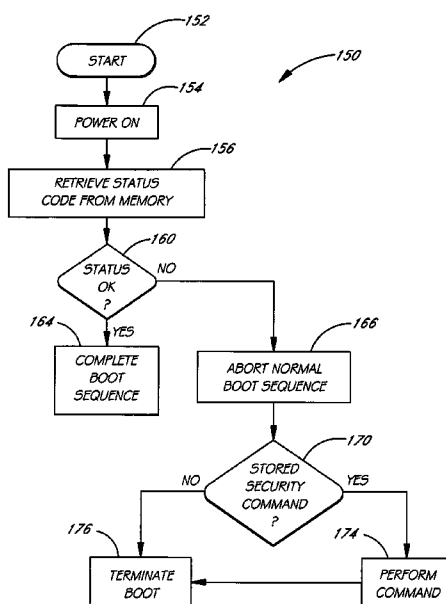 152
START
150
154
POWER ON
156
RETRIEVE STATUS
CODE FROM MEMORY
160
STATUS
OK
?
NO
YES
164
COMPLETE
BOOT
SEQUENCE
166
ABORT NORMAL
BOOT SEQUENCE
170
STORED
SECURITY
COMMAND
?
NO
YES
176
TERMINATE
BOOT
174
PERFORM
COMMAND